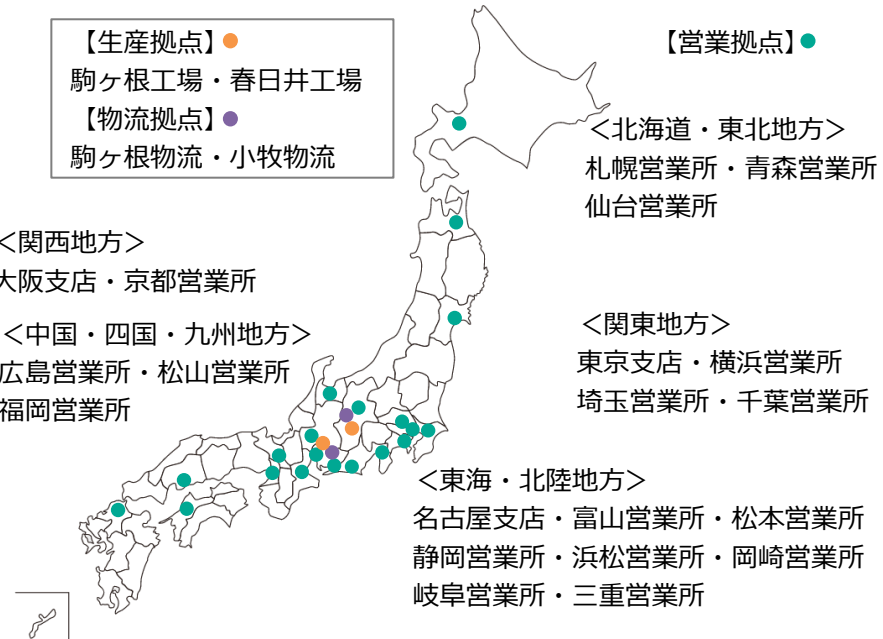 【生産拠点】
駒ヶ根工場・春日井工場
【物流拠点】
駒ヶ根物流・小牧物流
【営業拠点】
＜北海道・東北地方＞
札幌営業所・青森営業所
仙台営業所
＜関西地方＞
大阪支店・京都営業所
＜中国・四国・九州地方＞
広島営業所・松山営業所
福岡営業所
＜関東地方＞
東京支店・横浜営業所
埼玉営業所・千葉営業所
＜東海・北陸地方＞
名古屋支店・富山営業所・松本営業所
静岡営業所・浜松営業所・岡崎営業所
岐阜営業所・三重営業所